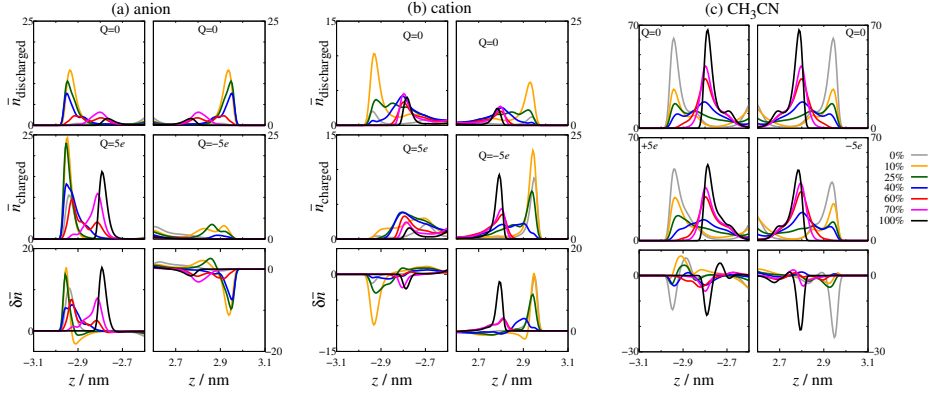 (a) anion
(b) cation
(c) CH₃CN
25
Q=0
Q=0
n̄discharged
0
25
Q=0
Q=0
25
n̄discharged
0
0
70
Q=0
Q=0
70
0
0
25
Q=5e
Q=−5e
n̄charged
0
25
Q=5e
Q=−5e
25
n̄charged
0
0
70
+5e
−5e
70
0
0
0%
10%
25%
40%
60%
70%
100%
20
δn̄
0
0
−20
0
−15
δn̄
20
0
0
−30
0
−30
−3.1
−2.9
−2.7
2.7
2.9
3.1
z / nm
z / nm
−3.1
−2.9
−2.7
2.7
2.9
3.1
z / nm
z / nm
−3.1
−2.9
−2.7
2.7
2.9
3.1
z / nm
z / nm